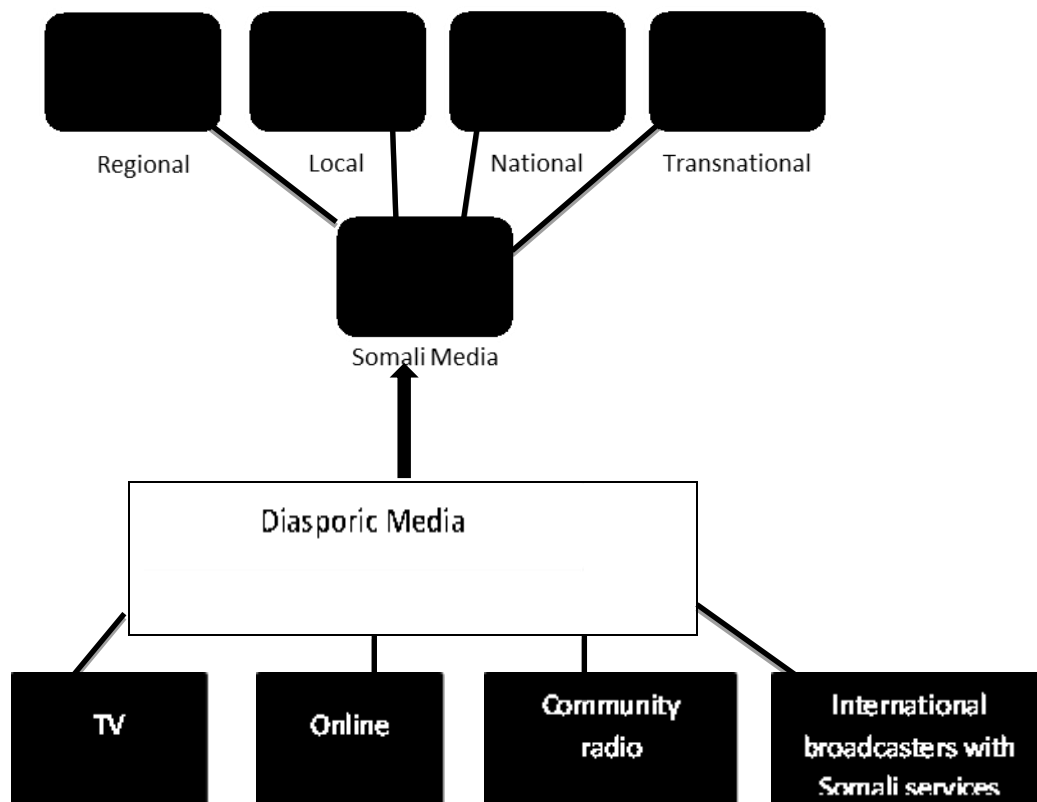 Regional
Local
National
Transnational
Somali Media
Diasporic Media
TV
Online
Community
radio
International
broadcasters with
Somali services